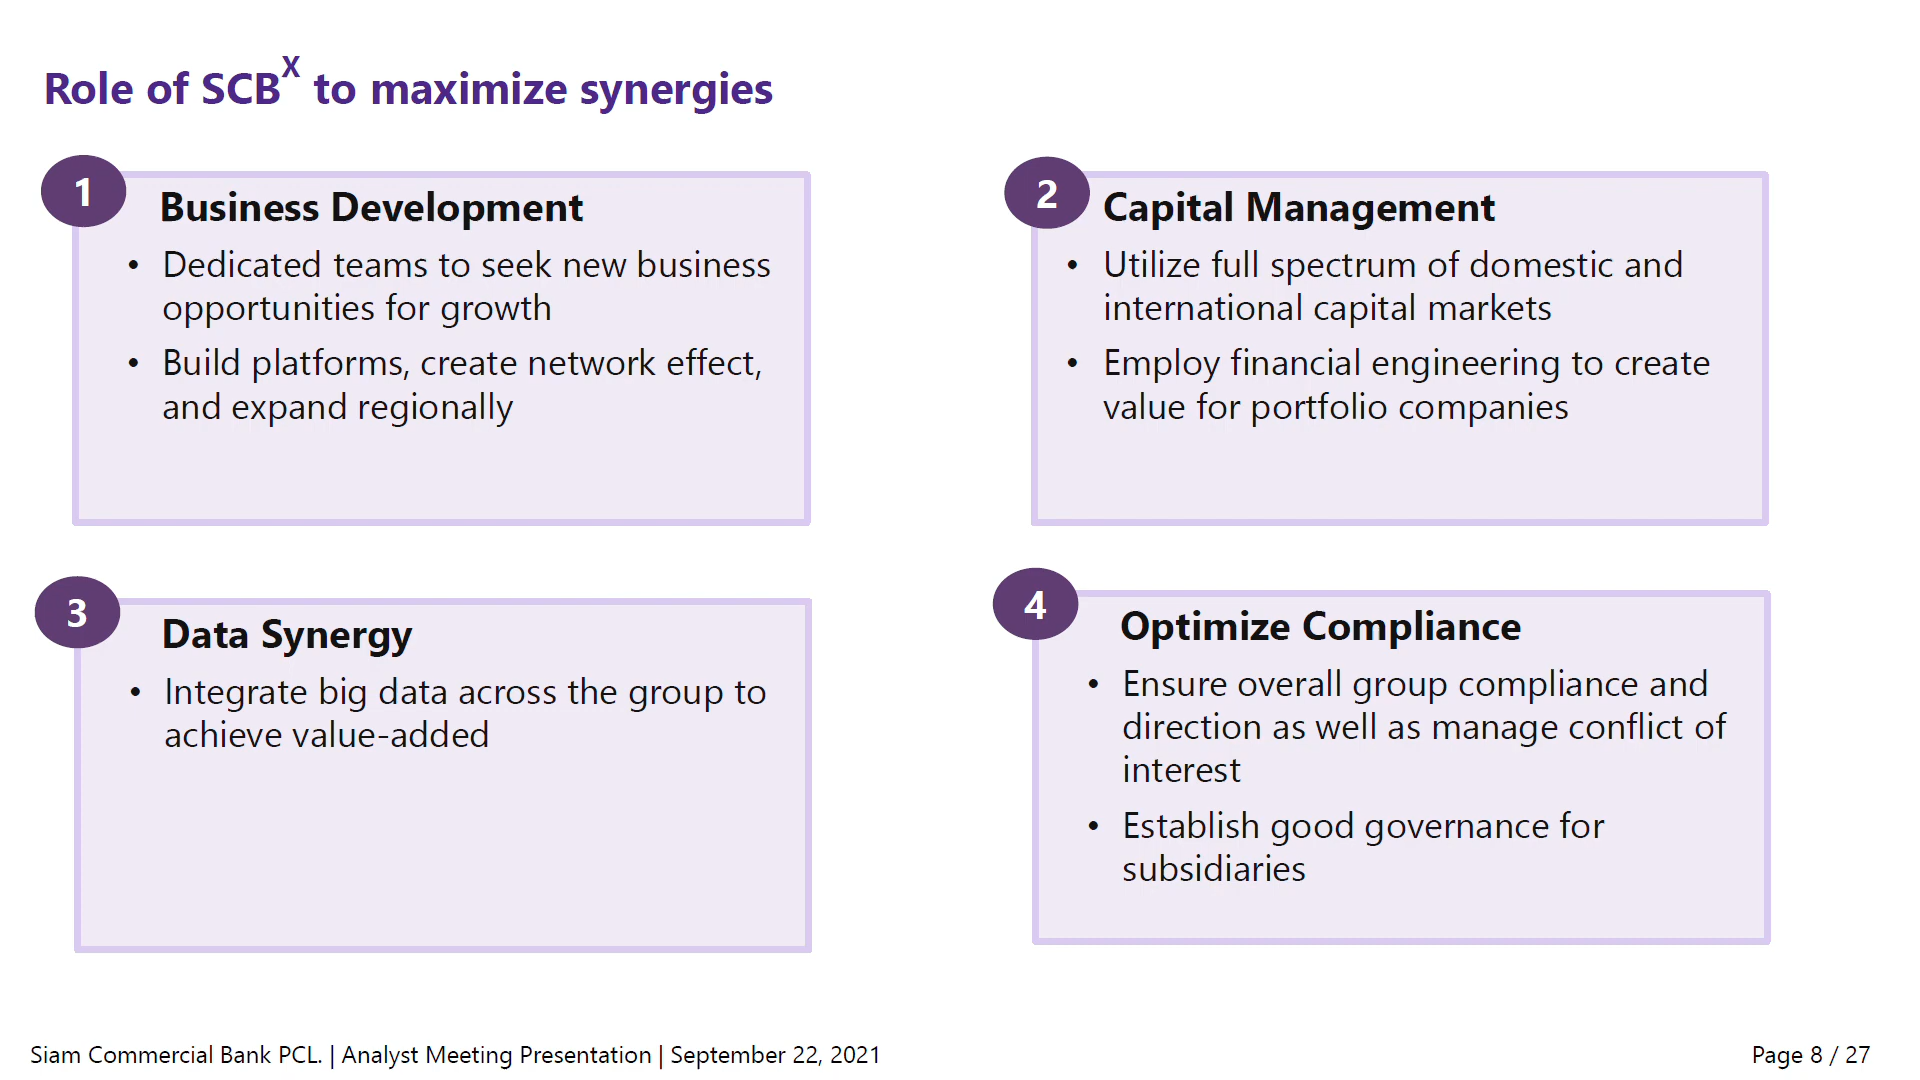 Role of SCBX to maximize synergies
1
Business Development
• Dedicated teams to seek new business
opportunities for growth
• Build platforms, create network effect,
and expand regionally
2
Capital Management
• Utilize full spectrum of domestic and
international capital markets
• Employ financial engineering to create
value for portfolio companies
3
Data Synergy
• Integrate big data across the group to
achieve value-added
4
Optimize Compliance
• Ensure overall group compliance and
direction as well as manage conflict of
interest
• Establish good governance for
subsidiaries
Siam Commercial Bank PCL. | Analyst Meeting Presentation | September 22, 2021
Page 8 / 27